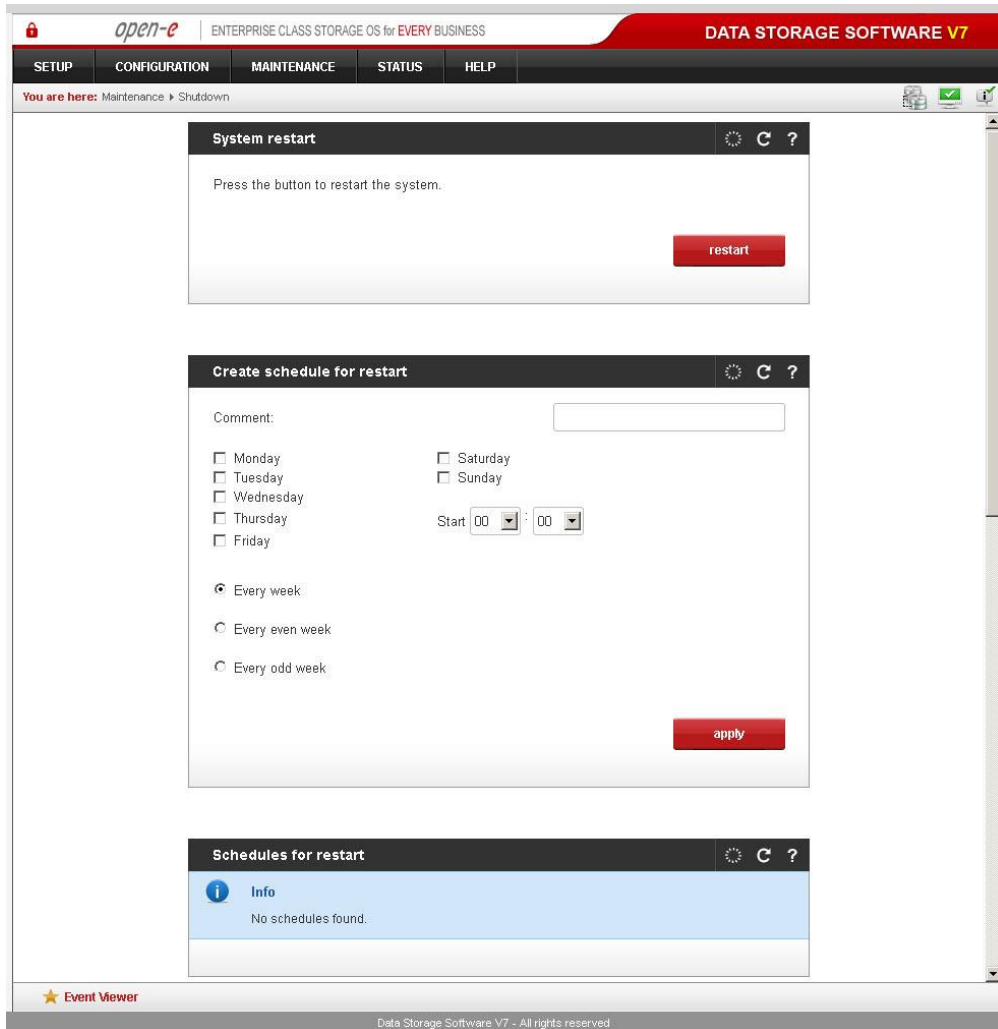 open-e ENTERPRISE CLASS STORAGE OS for EVERY BUSINESS DATA STORAGE SOFTWARE V7
SETUP CONFIGURATION MAINTENANCE STATUS HELP
You are here: Maintenance Shutdown
System restart ?
Press the button to restart the system.
restart
Create schedule for restart ?
Comment:
Monday Saturday
Tuesday Sunday
Wednesday
Thursday Start 00 : 00
Friday
Every week
Every even week
Every odd week
apply
Schedules for restart ?
Info
No schedules found.
Event Viewer
Data Storage Software V7 - All rights reserved